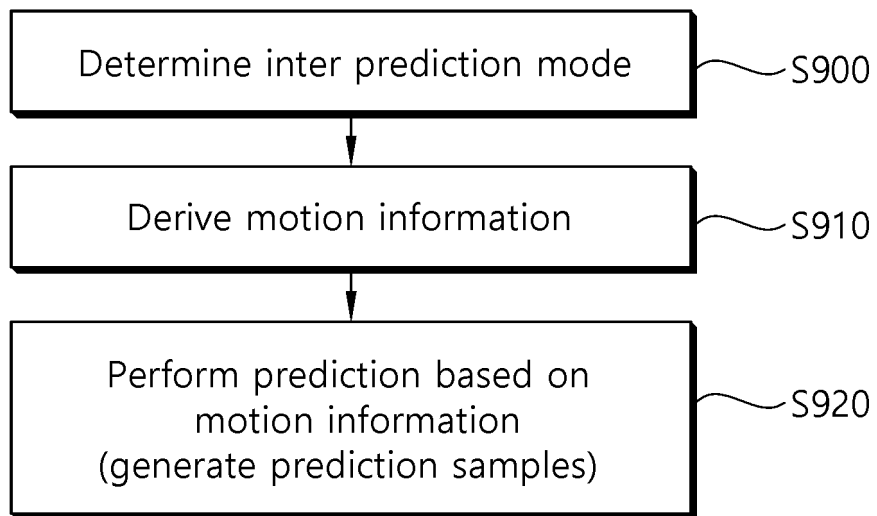 Determine inter prediction mode
S900
Derive motion information
S910
Perform prediction based on
motion information
(generate prediction samples)
S920